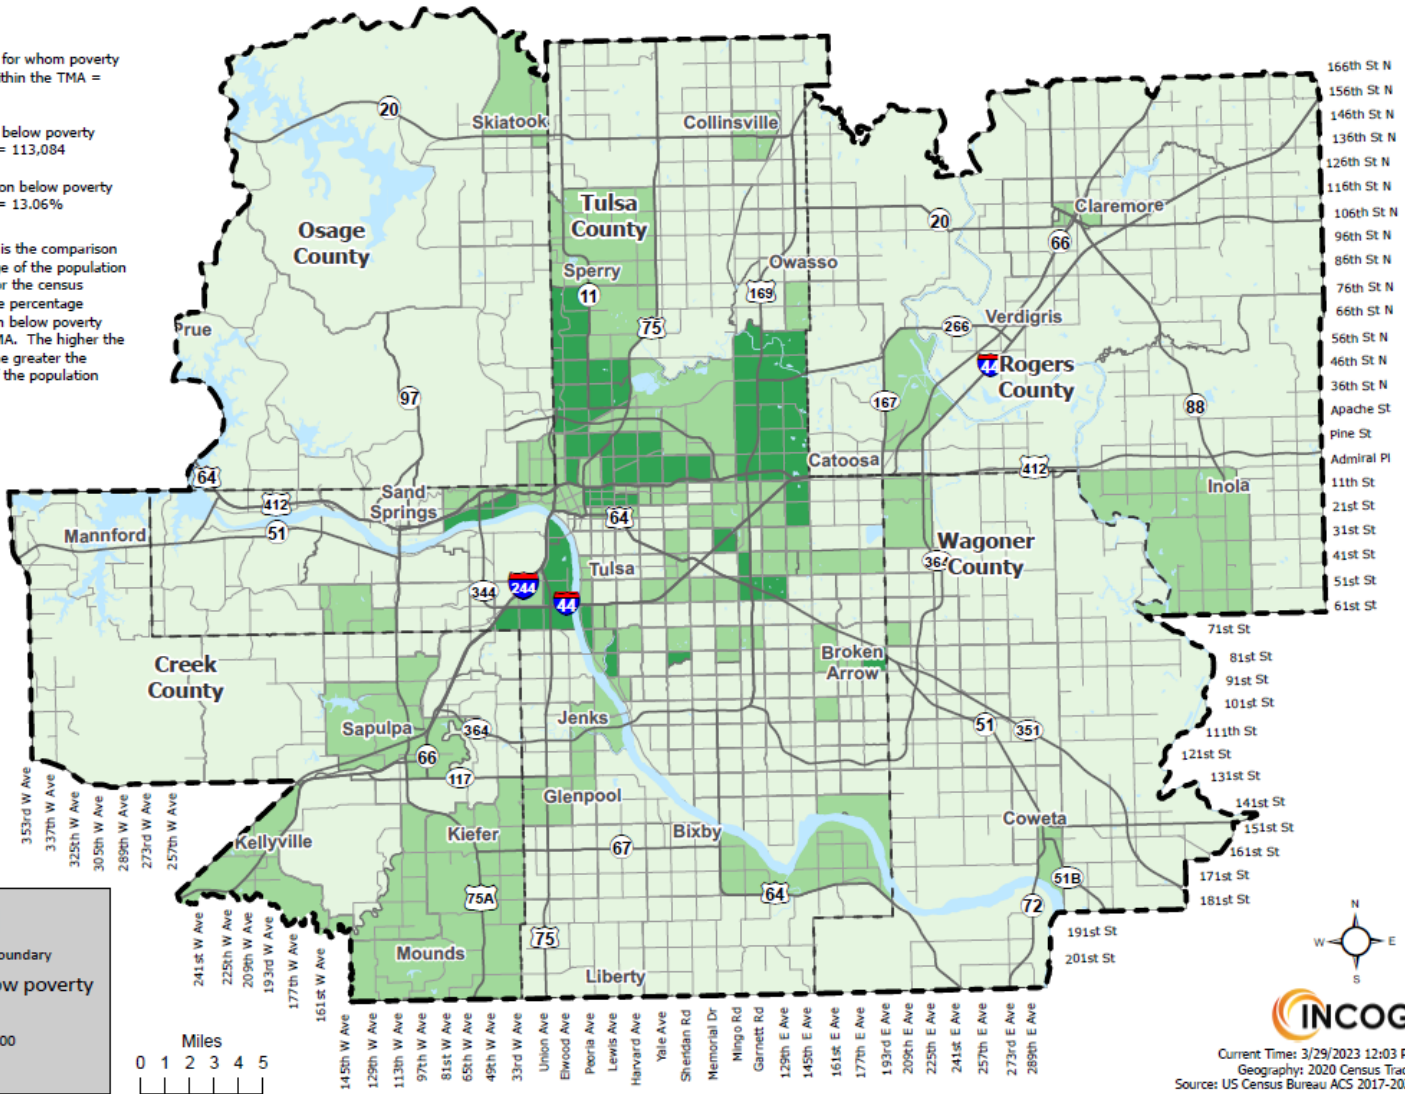 for whom poverty
ithin the TMA =
below poverty
= 113,084
on below poverty
= 13.06%
is the comparison
ge of the population
or the census
e percentage
n below poverty
MA. The higher the
e greater the
the population
166th St N
156th St N
146th St N
136th St N
126th St N
116th St N
106th St N
96th St N
86th St N
76th St N
66th St N
56th St N
46th St N
36th St N
Apache St
Pine St
Admiral Pl
11th St
21st St
31st St
41st St
51st St
61st St
71st St
81st St
91st St
101st St
111th St
121st St
131st St
141st St
151st St
161st St
171st St
181st St
191st St
201st St
20
Skiatook
Collinsville
Tulsa
County
Osage
County
Sperry
11
Owasso
169
75
20
Claremore
66
Prue
Verdigris
266
44
Rogers
County
97
167
88
64
Catoosa
412
Inola
Sand
Springs
412
51
Mannford
64
Wagoner
County
364
Tulsa
344
244
44
Creek
County
Broken
Arrow
Sapulpa
364
66
117
Jenks
51
351
Glenpool
Kellyville
Kiefer
Bixby
67
Coweta
75A
64
51B
72
Mounds
75
Liberty
353rd W Ave
337th W Ave
325th W Ave
305th W Ave
289th W Ave
273rd W Ave
257th W Ave
241st W Ave
225th W Ave
209th W Ave
193rd W Ave
177th W Ave
161st W Ave
145th W Ave
129th W Ave
113th W Ave
97th W Ave
81st W Ave
65th W Ave
49th W Ave
33rd W Ave
Union Ave
Elwood Ave
Peoria Ave
Lewis Ave
Harvard Ave
Yale Ave
Sheridan Rd
Memorial Dr
Mingo Rd
Garnett Rd
129th E Ave
145th E Ave
161st E Ave
177th E Ave
193rd E Ave
209th E Ave
225th E Ave
241st E Ave
257th E Ave
273rd E Ave
289th E Ave
oundary
ow poverty
00
Miles
0 1 2 3 4 5
N
W E
S
INCOG
Current Time: 3/29/2023 12:03 P
Geography: 2020 Census Trac
Source: US Census Bureau ACS 2017-202